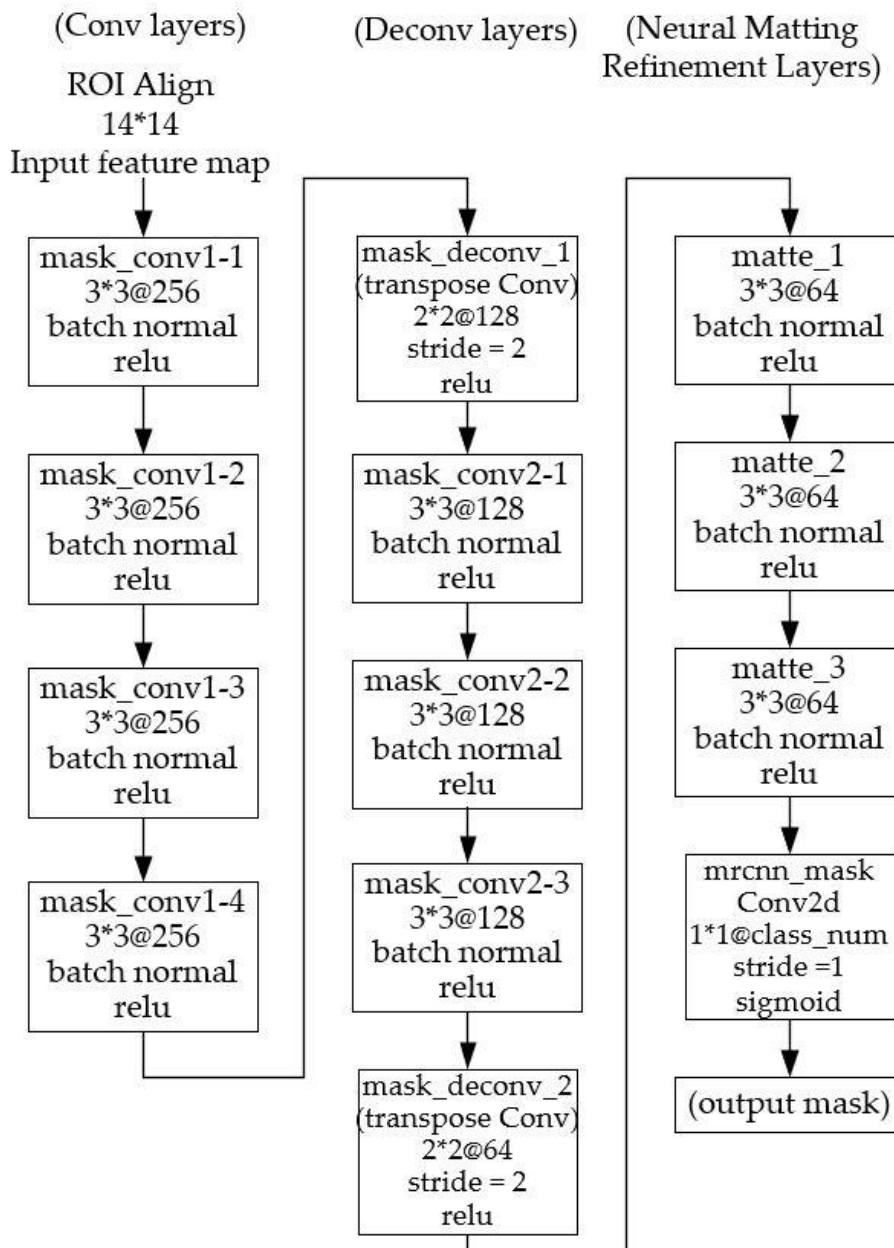 (Conv layers)
ROI Align
14*14
Input feature map
mask_conv1-1
3*3@256
batch normal
relu
mask_conv1-2
3*3@256
batch normal
relu
mask_conv1-3
3*3@256
batch normal
relu
mask_conv1-4
3*3@256
batch normal
relu
(Deconv layers)
mask_deconv_1
(transpose Conv)
2*2@128
stride = 2
relu
mask_conv2-1
3*3@128
batch normal
relu
mask_conv2-2
3*3@128
batch normal
relu
mask_conv2-3
3*3@128
batch normal
relu
mask_deconv_2
(transpose Conv)
2*2@64
stride = 2
relu
(Neural Matting
Refinement Layers)
matte_1
3*3@64
batch normal
relu
matte_2
3*3@64
batch normal
relu
matte_3
3*3@64
batch normal
relu
mrcnn_mask
Conv2d
1*1@class_num
stride =1
sigmoid
(output mask)